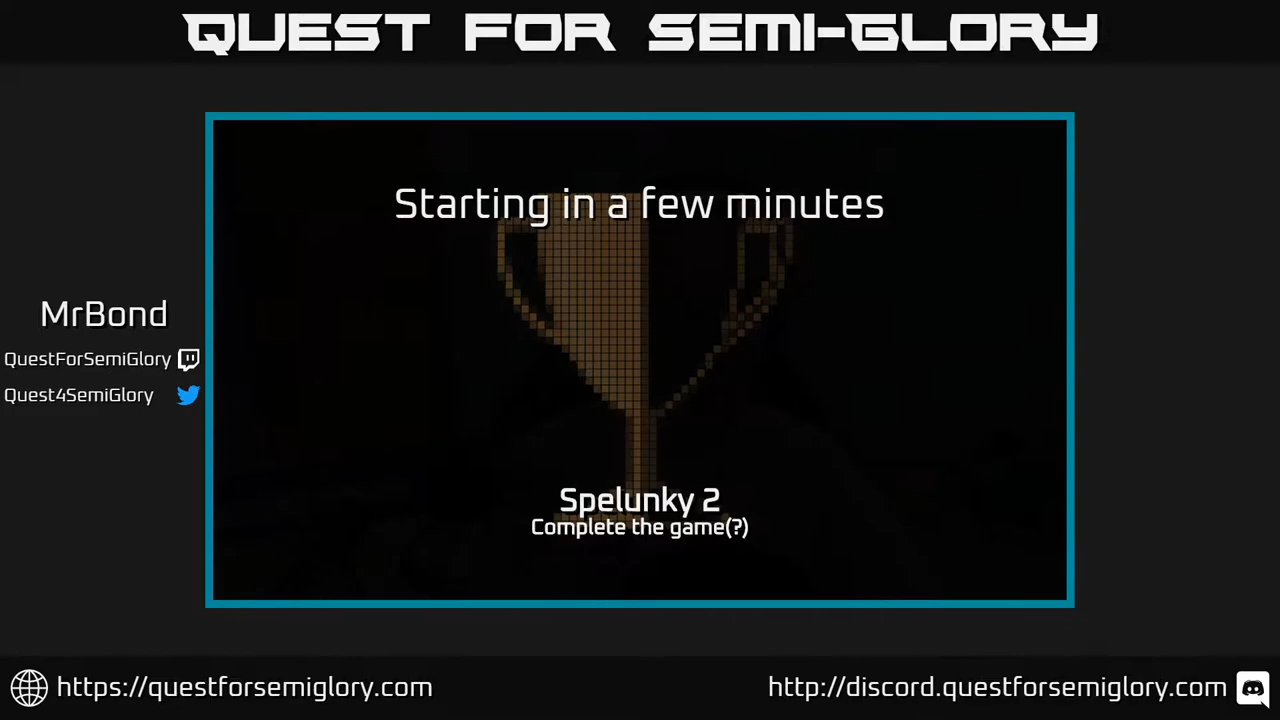 QUEST FOR SEMI-GLORY
Starting in a few minutes
MrBond
QuestForSemiGlory
Quest4SemiGlory
Spelunky 2
Complete the game(?)
https://questforsemiglory.com
http://discord.questforsemiglory.com